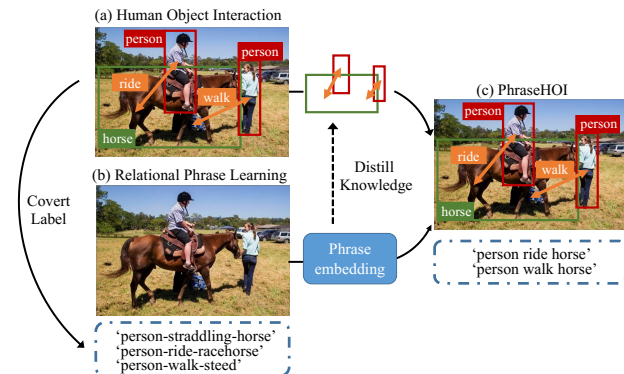 (a) Human Object Interaction
person
person
ride
walk
horse
(b) Relational Phrase Learning
Covert
Label
'person-straddling-horse'
'person-ride-racehorse'
'person-walk-steed'
Distill
Knowledge
Phrase
embedding
(c) PhraseHOI
person
person
ride
walk
horse
'person ride horse'
'person walk horse'